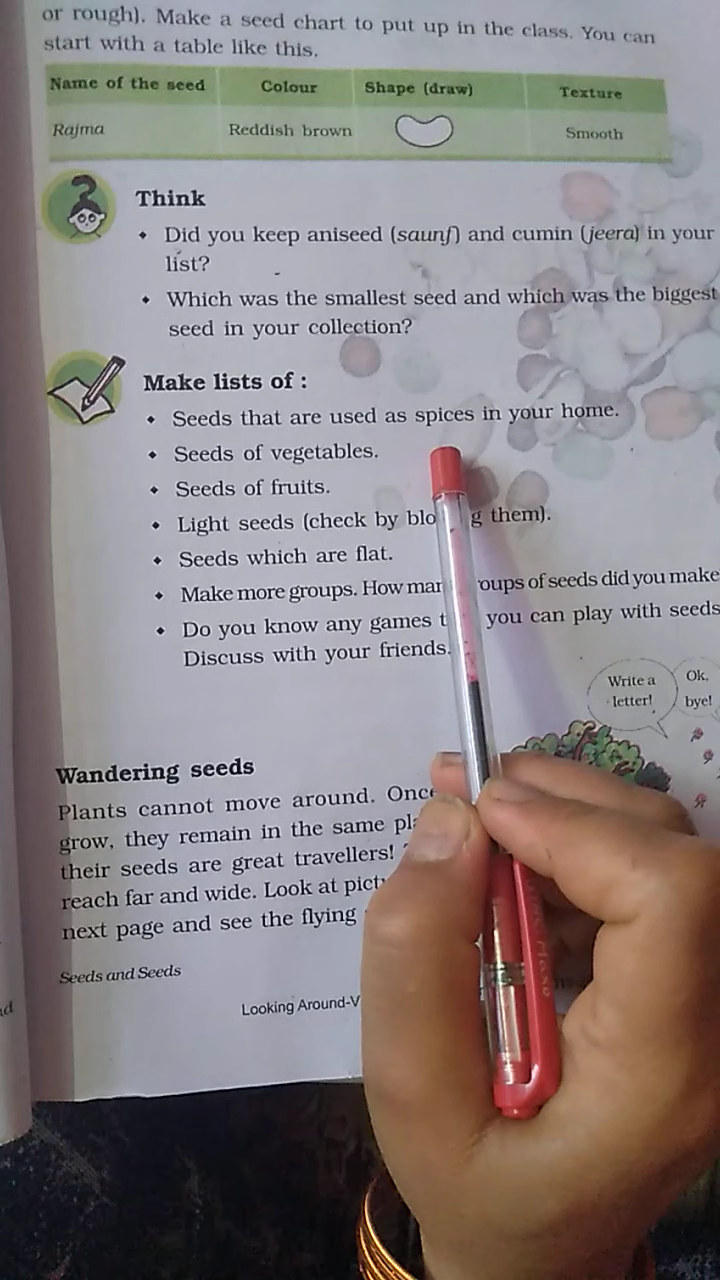 or rough). Make a seed chart to put up in the class. You can
start with a table like this.
Name of the seed Colour Shape (draw) Texture
Rajma Reddish brown Smooth
Think
• Did you keep aniseed (saunf) and cumin (jeera) in your
list?
• Which was the smallest seed and which was the biggest
seed in your collection?
Make lists of :
• Seeds that are used as spices in your home.
• Seeds of vegetables.
• Seeds of fruits.
• Light seeds (check by them).
• Seeds which are flat.
• Make more groups. How of seeds did you make
• Do you know any games you can play with seeds
Discuss with your friends.
Write a
letter!
Ok.
bye!
Wandering seeds
Plants cannot move around. Once
grow, they remain in the same
their seeds are great travellers!
reach far and wide. Look at
next page and see the flying
Seeds and Seeds
Looking Around-V